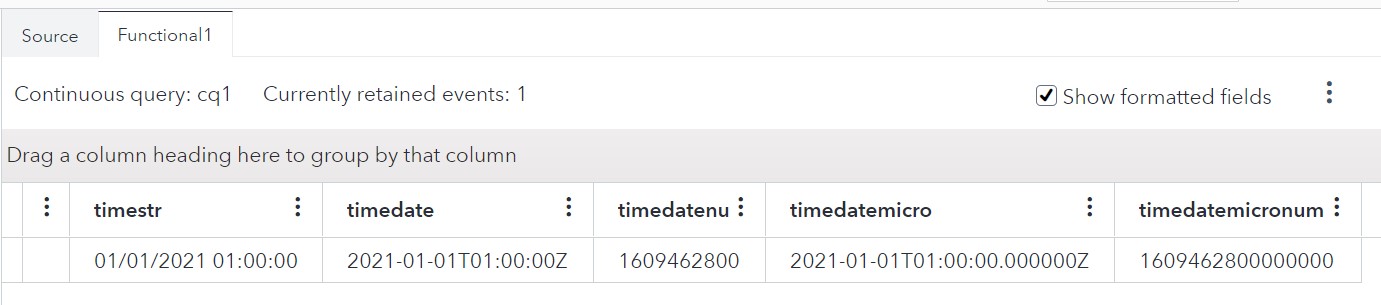 Source Functional1
Continuous query: cq1 Currently retained events: 1 Show formatted fields
Drag a column heading here to group by that column
timestr timedate timedatenu timedatemicro timedatemicronum
01/01/2021 01:00:00 2021-01-01T01:00:00Z 1609462800 2021-01-01T01:00:00.000000Z 1609462800000000